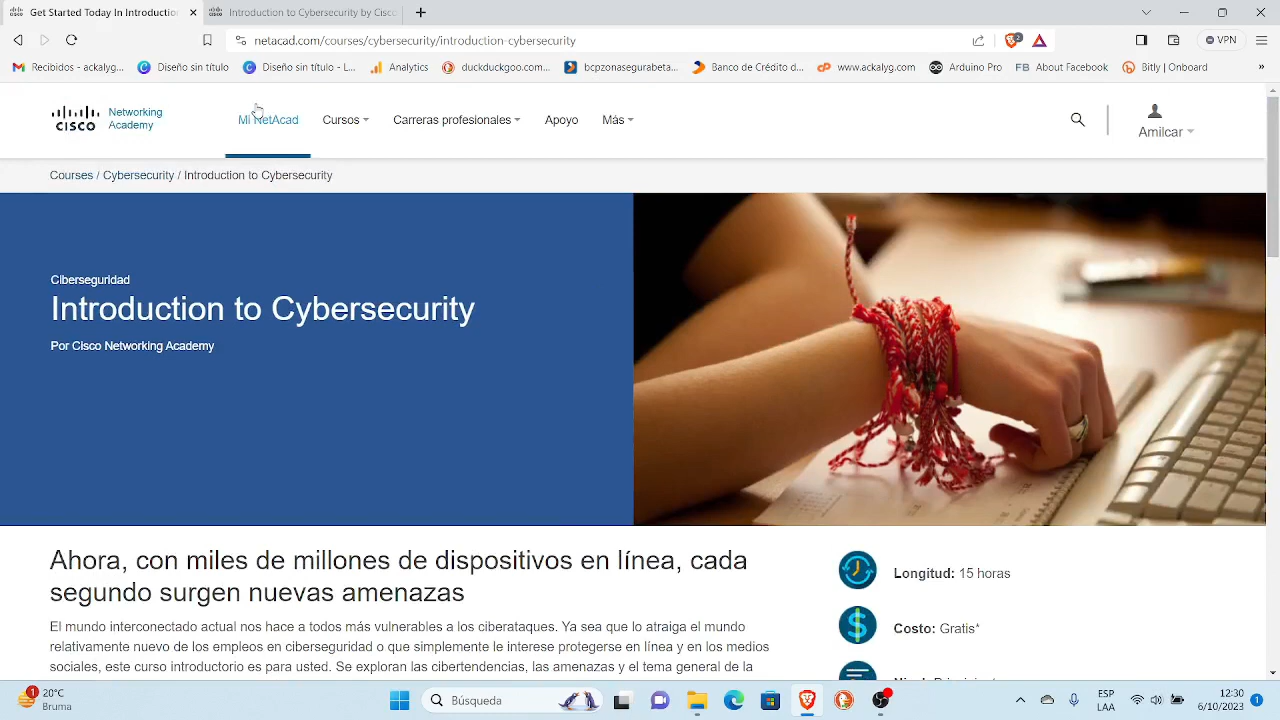 Get Started Today In Introduction
Introduction to Cybersecurity by Cisco
netacad.com/courses/cybersecurity/introduction-cybersecurity
2
VPN
Recibidos - ackalyg...
Diseño sin título
Diseño sin título - L...
Analytics
duckduckgoo.com...
bcpzonasegurabeta...
Banco de Crédito d...
www.ackalyg.com
Arduino Pro
FB About Facebook
Bitly | Onboard
»
CISCO
Networking
Academy
Mi NetAcad
Cursos
Carreras profesionales
Apoyo
Más
Amilcar
Courses / Cybersecurity / Introduction to Cybersecurity
Ciberseguridad
Introduction to Cybersecurity
Por Cisco Networking Academy
Ahora, con miles de millones de dispositivos en línea, cada
segundo surgen nuevas amenazas
El mundo interconectado actual nos hace a todos más vulnerables a los ciberataques. Ya sea que lo atraiga el mundo
relativamente nuevo de los empleos en ciberseguridad o que simplemente le interese protegerse en línea y en los medios
sociales, este curso introductorio es para usted. Se exploran las cibertendencias, las amenazas y el tema general de la
Longitud: 15 horas
Costo: Gratis*
1
20°C
Búsqueda
ESP
LAA
12:30
6/10/2023
1